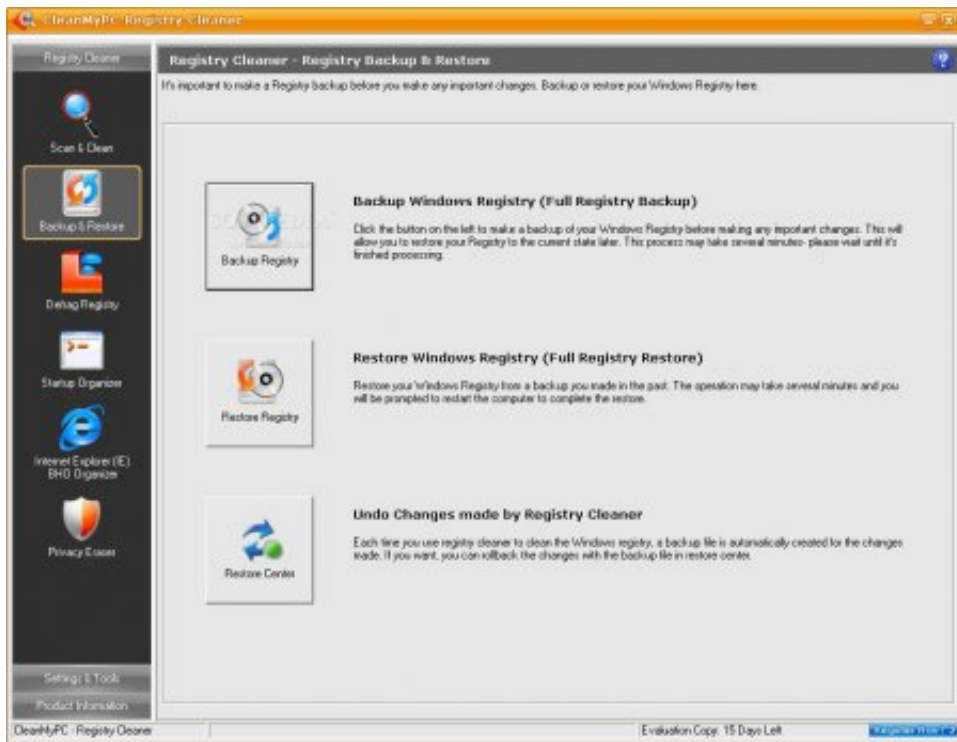 CleanMyPC Registry Cleaner
Registry Cleaner
Registry Cleaner - Registry Backup & Restore
It's important to make a Registry backup before you make any important changes. Backup or restore your Windows Registry here.
Scan & Clean
Backup & Restore
Defrag Registry
Startup Organizer
Internet Explorer (IE)
BHO Organizer
Privacy Eraser
Backup Registry
Backup Windows Registry (Full Registry Backup)
Click the button on the left to make a backup of your Windows Registry before making any important changes. This will
allow you to restore your Registry to the current state later. This process may take several minutes- please wait until it's
finished processing.
Restore Registry
Restore Windows Registry (Full Registry Restore)
Restore your Windows Registry from a backup you made in the past. The operation may take several minutes and you
will be prompted to restart the computer to complete the restore.
Restore Center
Undo Changes made by Registry Cleaner
Each time you use registry cleaner to clean the Windows registry, a backup file is automatically created for the changes
made. If you want, you can rollback the changes with the backup file in restore center.
Settings & Tools
Product Information
CleanMyPC - Registry Cleaner
Evaluation Copy: 15 Days Left
Register Now